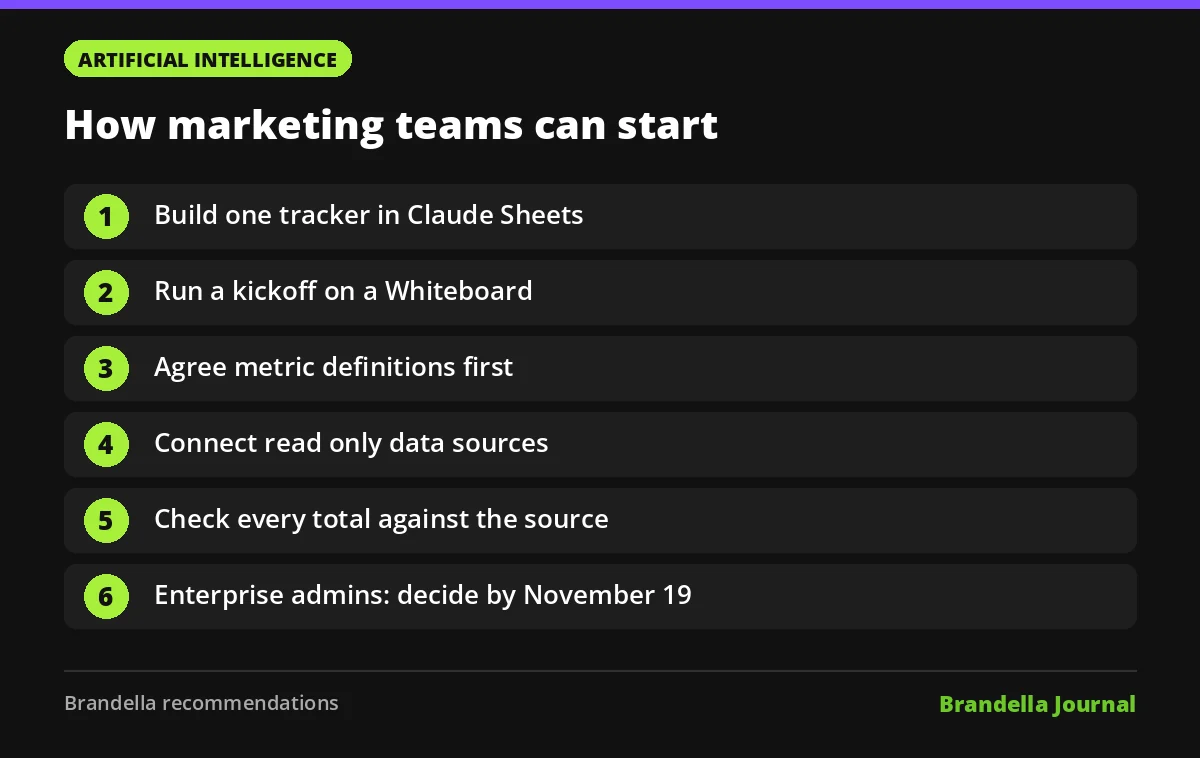 ARTIFICIAL INTELLIGENCE
How marketing teams can start
1 Build one tracker in Claude Sheets
2 Run a kickoff on a Whiteboard
3 Agree metric definitions first
4 Connect read only data sources
5 Check every total against the source
6 Enterprise admins: decide by November 19
Brandella recommendations
Brandella Journal